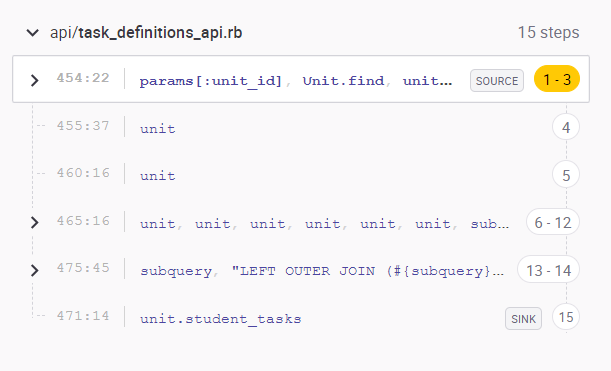 api/task_definitions_api.rb 15 steps
454:22 params[:unit_id], Unit.find, unit... SOURCE 1 - 3
455:37 unit 4
460:16 unit 5
465:16 unit, unit, unit, unit, unit, unit, sub... 6 - 12
475:45 subquery, "LEFT OUTER JOIN (#{subquery}... 13 - 14
471:14 unit.student_tasks SINK 15